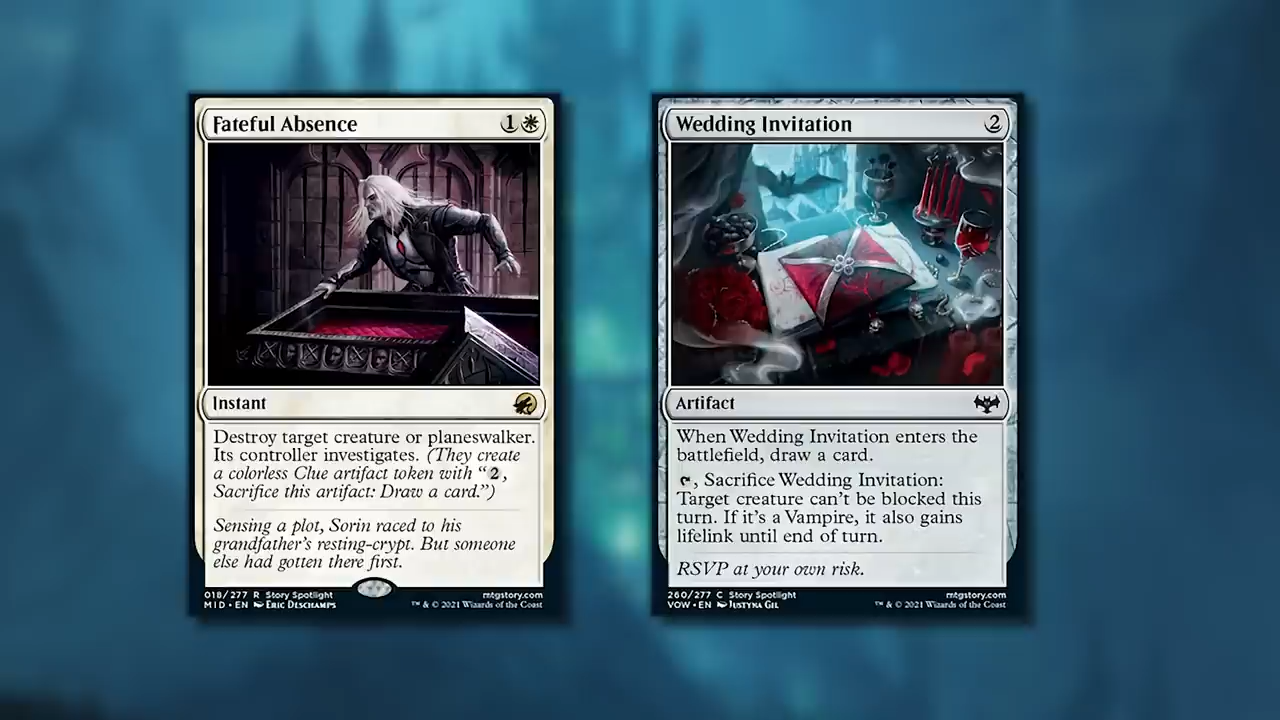 Fateful Absence 1
Instant
Destroy target creature or planeswalker.
Its controller investigates. (They create
a colorless Clue artifact token with “2,
Sacrifice this artifact: Draw a card.”)
Sensing a plot, Sorin raced to his
grandfather’s resting-crypt. But someone
else had gotten there first.
018/277 R Story Spotlight mtgstory.com
MID • EN Eric Deschamps ™ & © 2021 Wizards of the Coast
Wedding Invitation 2
Artifact
When Wedding Invitation enters the
battlefield, draw a card.
, Sacrifice Wedding Invitation:
Target creature can’t be blocked this
turn. If it’s a Vampire, it also gains
lifelink until end of turn.
RSVP at your own risk.
260/277 C Story Spotlight mtgstory.com
VOW • EN Justyna Gil ™ & © 2021 Wizards of the Coast